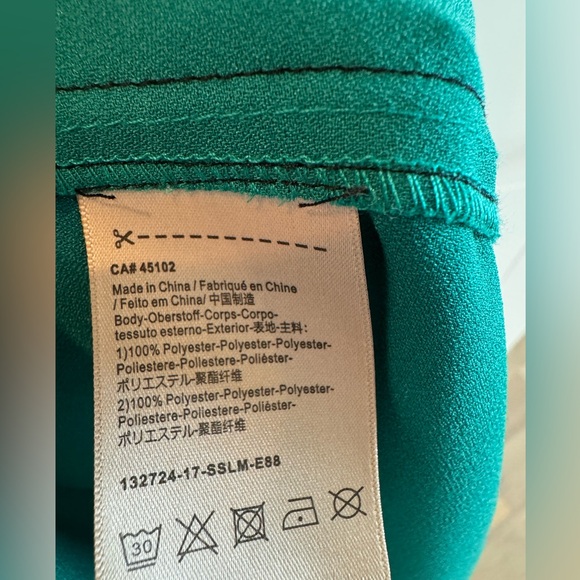 CA# 45102
Made in China / Fabriqué en Chine
/ Feito em China/ 中国制造
Body-Oberstoff-Corps-Corpo-
tessuto esterno-Exterior-表地-主料:
1)100% Polyester-Polyester-Polyester-
Poliestere-Poliestere-Poliéster-
ポリエステル-聚酯纤维
2)100% Polyester-Polyester-Polyester-
Poliestere-Poliestere-Poliéster-
ポリエステル-聚酯纤维
132724-17-SSLM-E88
30